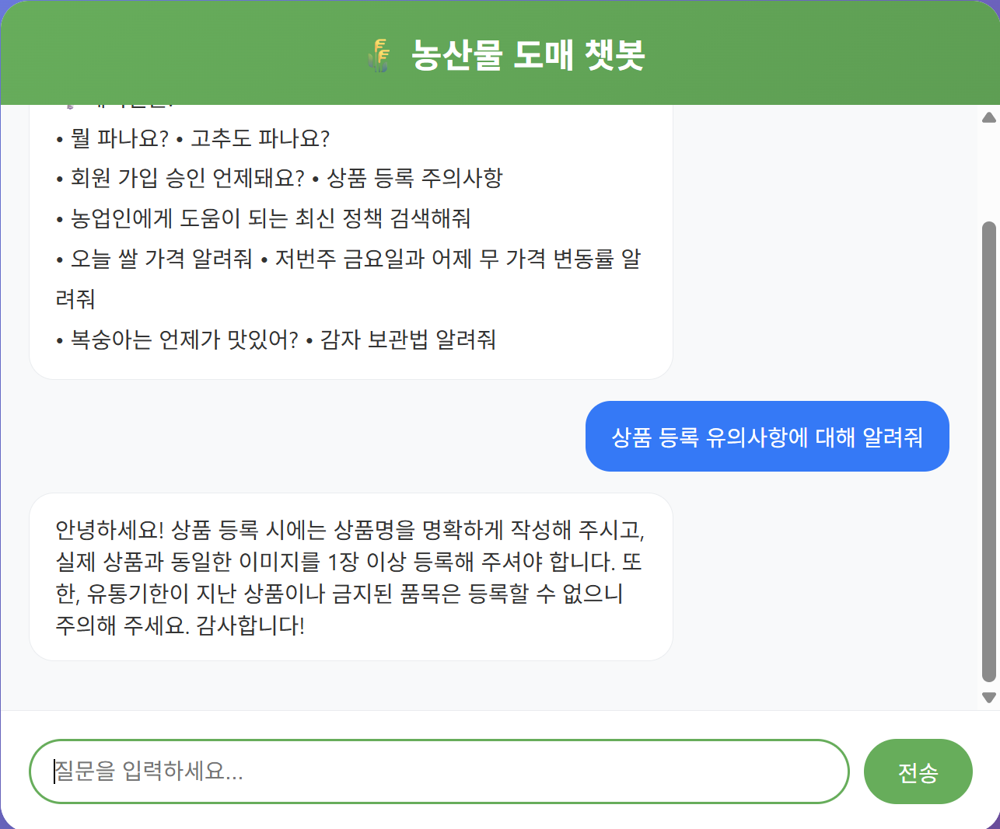 농산물 도매 챗봇
• 뭘 파나요? • 고추도 파나요?
• 회원 가입 승인 언제돼요? • 상품 등록 주의사항
• 농업인에게 도움이 되는 최신 정책 검색해줘
• 오늘 쌀 가격 알려줘 • 저번주 금요일과 어제 무 가격 변동률 알
려줘
• 복숭아는 언제가 맛있어? • 감자 보관법 알려줘
상품 등록 유의사항에 대해 알려줘
안녕하세요! 상품 등록 시에는 상품명을 명확하게 작성해 주시고,
실제 상품과 동일한 이미지를 1장 이상 등록해 주셔야 합니다. 또
한, 유통기한이 지난 상품이나 금지된 품목은 등록할 수 없으니
주의해 주세요. 감사합니다!
질문을 입력하세요...
전송